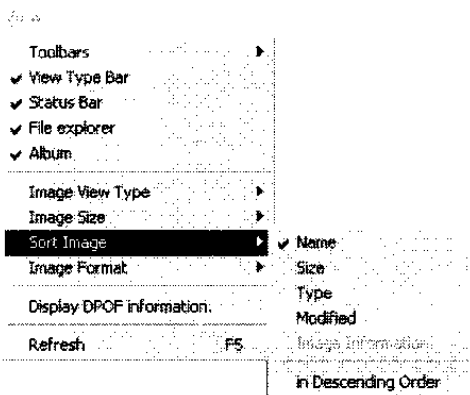 Toolbars
View Type Bar
Status Bar
File explorer
Album
Image View Type
Image Size
Sort Image
Image Format
Display DPOF information.
Refresh F5
Name
Size
Type
Modified
Image Information
in Descending Order